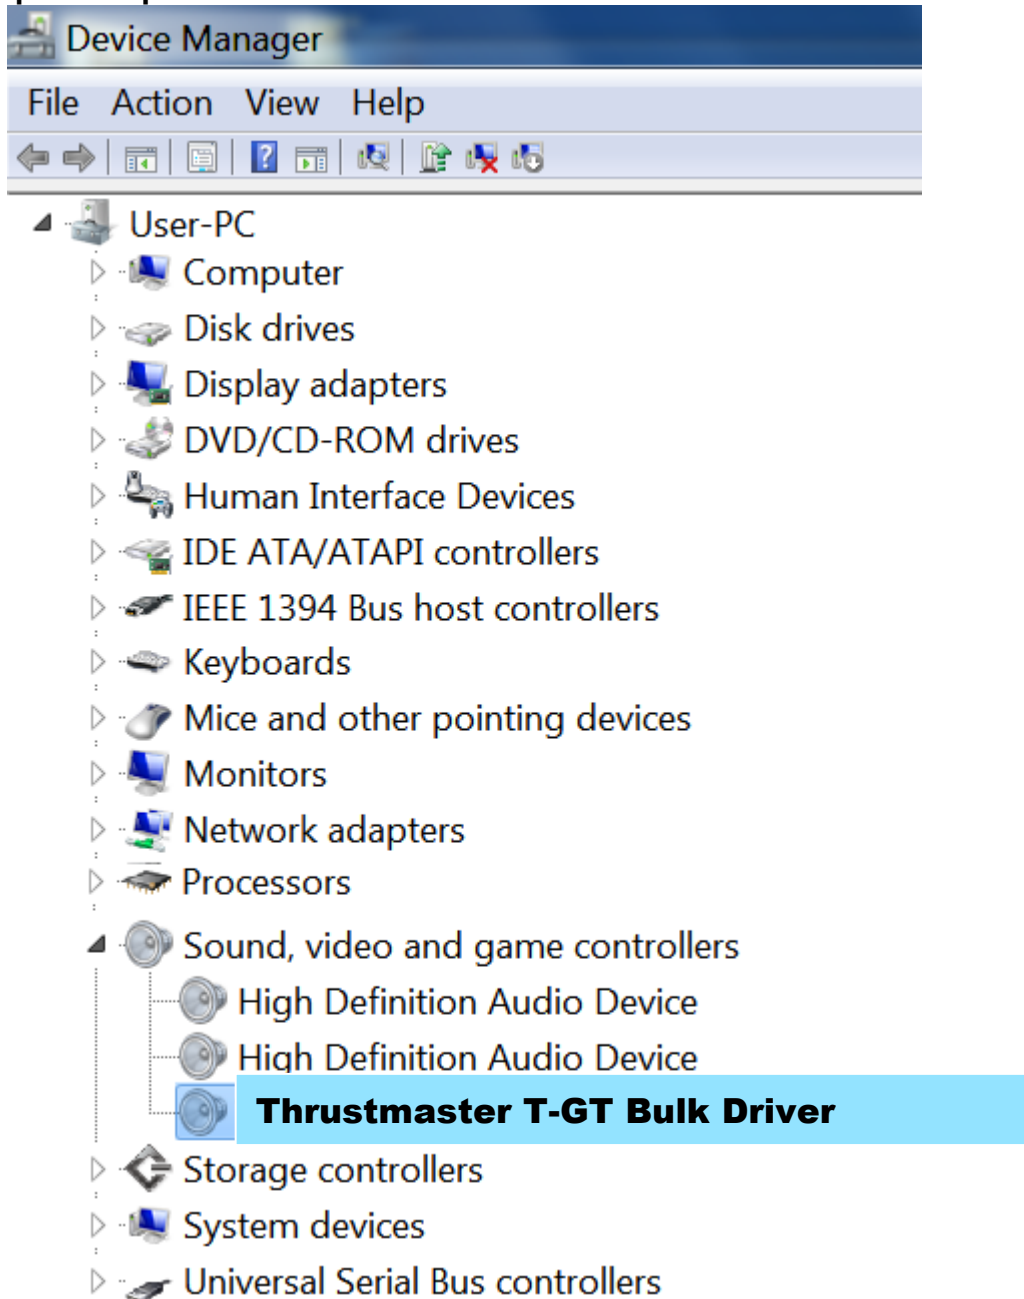 Device Manager
File Action View Help
User-PC
Computer
Disk drives
Display adapters
DVD/CD-ROM drives
Human Interface Devices
IDE ATA/ATAPI controllers
IEEE 1394 Bus host controllers
Keyboards
Mice and other pointing devices
Monitors
Network adapters
Processors
Sound, video and game controllers
High Definition Audio Device
High Definition Audio Device
Thrustmaster T-GT Bulk Driver
Storage controllers
System devices
Universal Serial Bus controllers